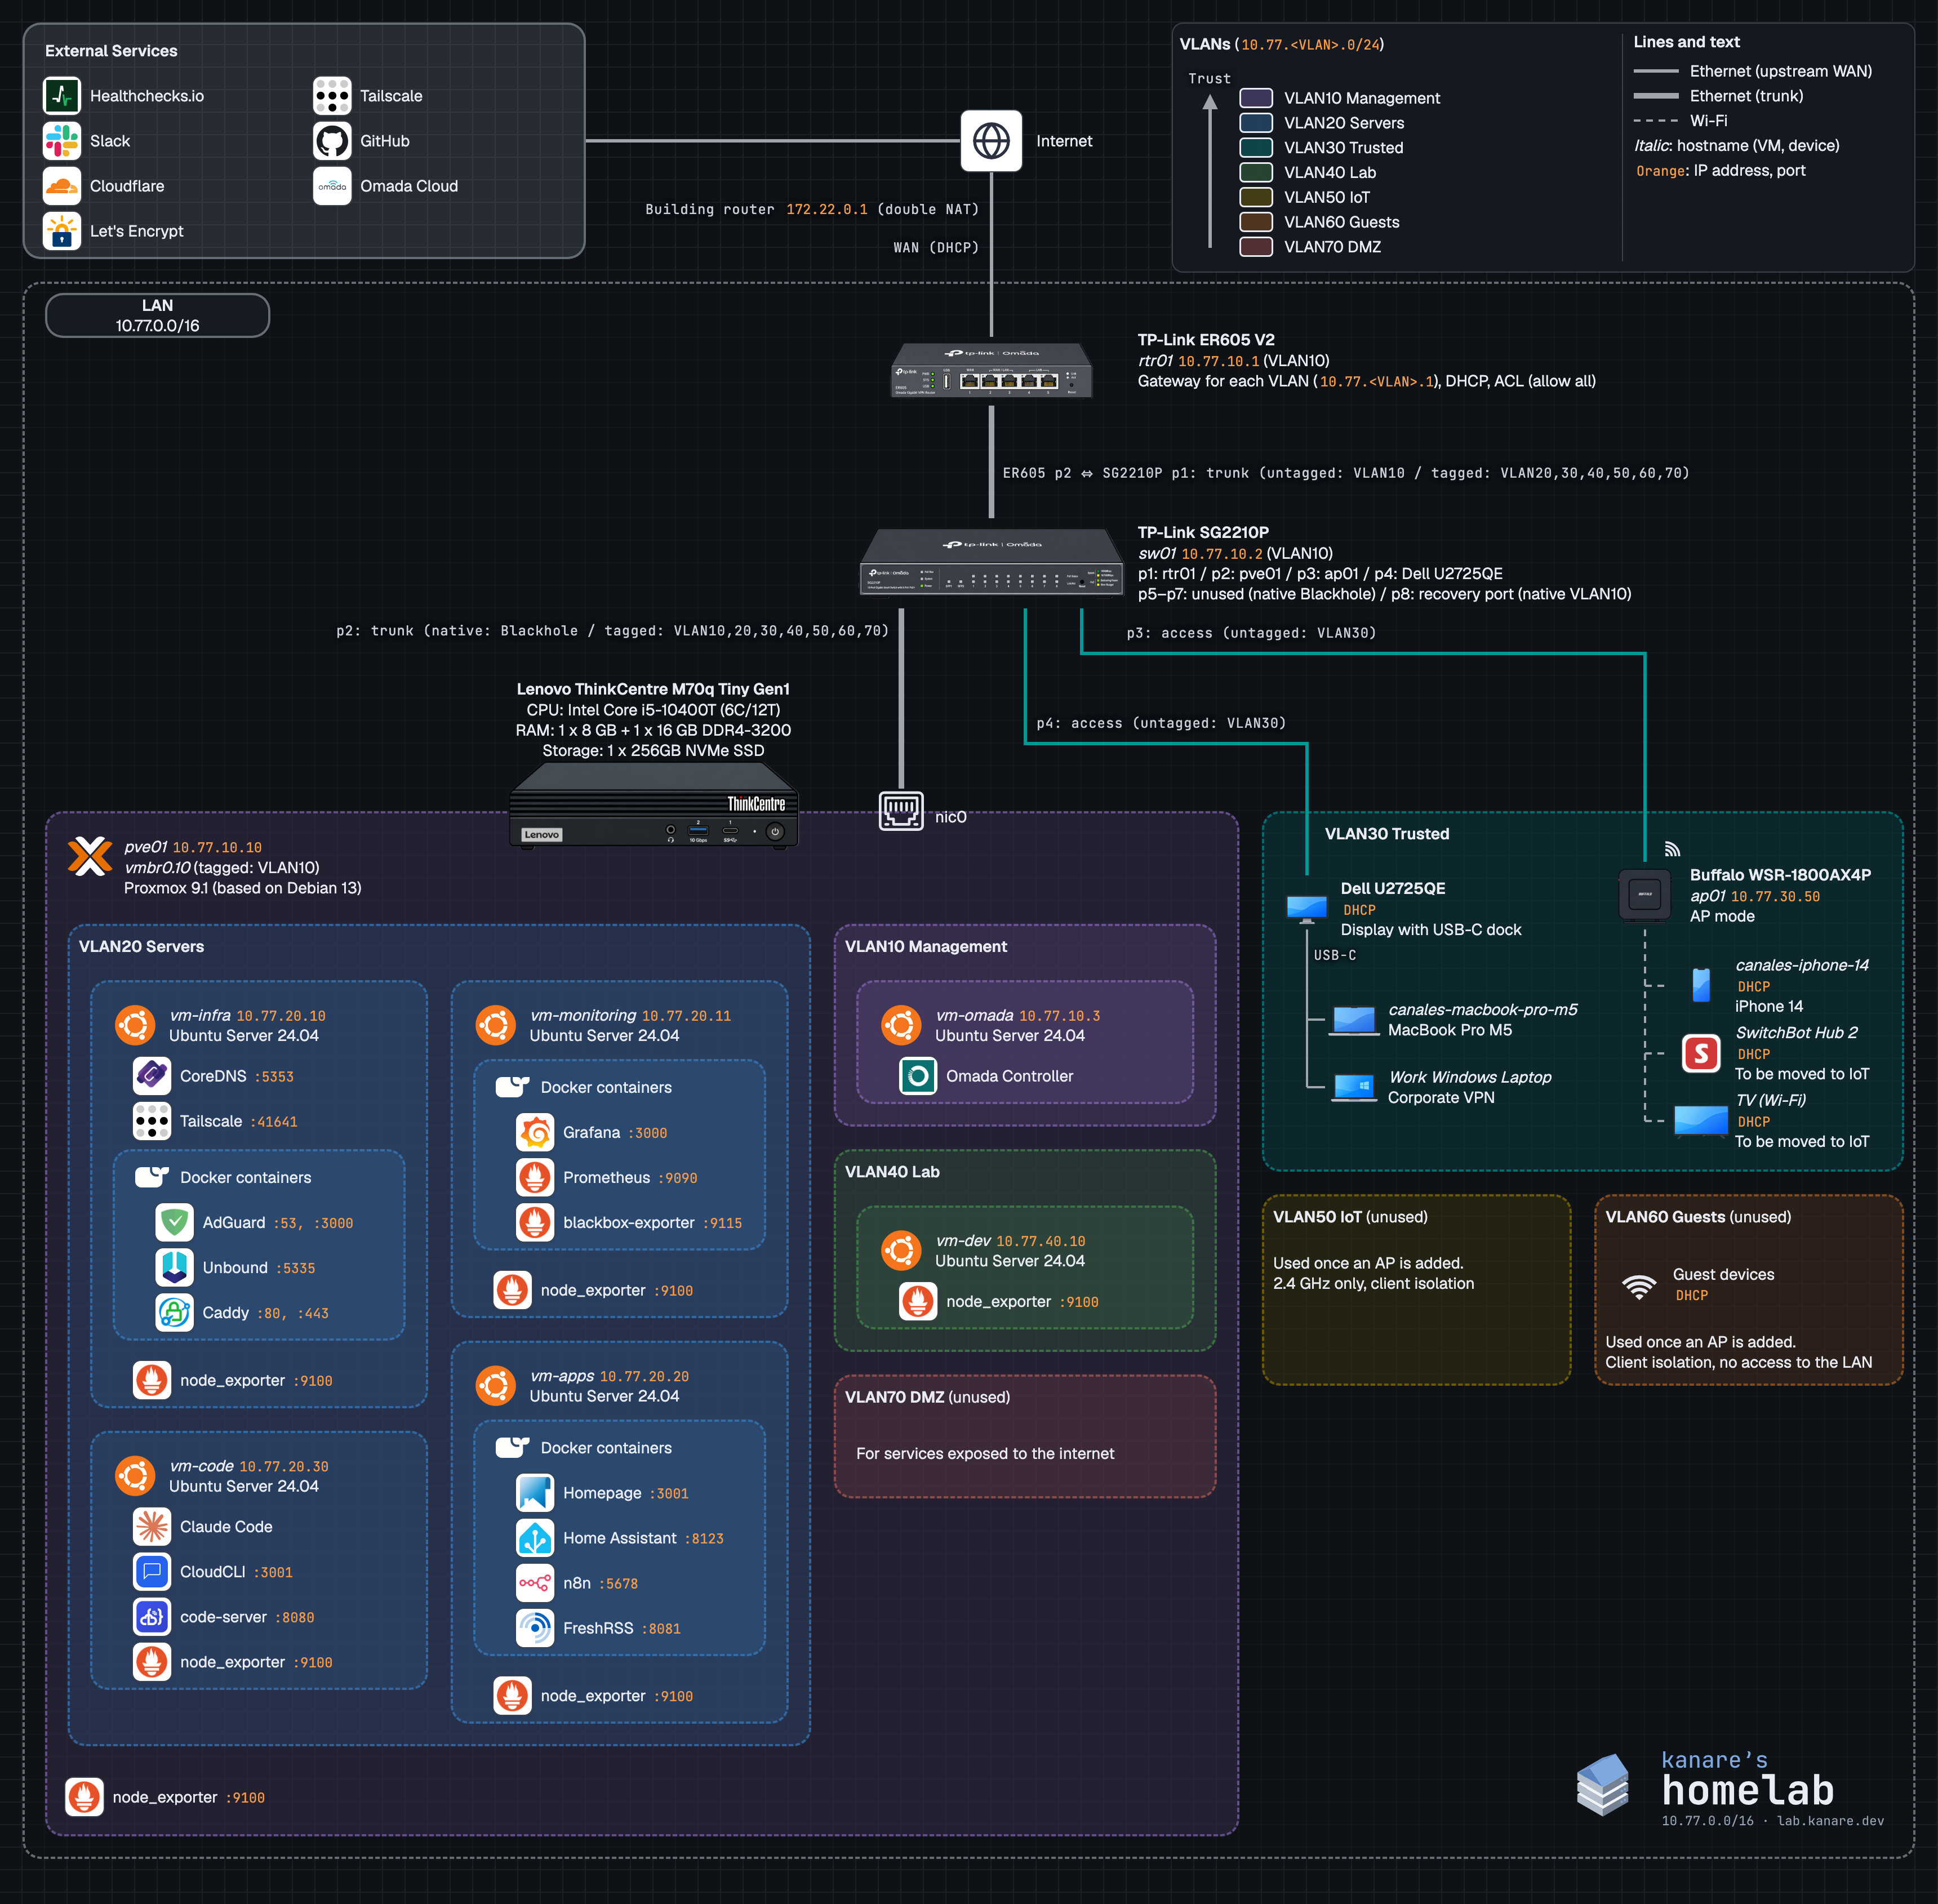 External Services
Healthchecks.io
Tailscale
Slack
GitHub
Cloudflare
omada
Omada Cloud
Let's Encrypt
Internet
Building router 172.22.0.1 (double NAT)
WAN (DHCP)
VLANs (10.77.<VLAN>.0/24)
Trust
VLAN10 Management
VLAN20 Servers
VLAN30 Trusted
VLAN40 Lab
VLAN50 IoT
VLAN60 Guests
VLAN70 DMZ
Lines and text
Ethernet (upstream WAN)
Ethernet (trunk)
Wi-Fi
Italic: hostname (VM, device)
Orange: IP address, port
LAN
10.77.0.0/16
tp-link | Omada
tp-link
TP-Link ER605 V2
rtr01 10.77.10.1 (VLAN10)
Gateway for each VLAN (10.77.<VLAN>.1), DHCP, ACL (allow all)
ER605 p2 ⇔ SG2210P p1: trunk (untagged: VLAN10 / tagged: VLAN20,30,40,50,60,70)
tp-link | Omada
tp-link
TP-Link SG2210P
sw01 10.77.10.2 (VLAN10)
p1: rtr01 / p2: pve01 / p3: ap01 / p4: Dell U2725QE
p5–p7: unused (native Blackhole) / p8: recovery port (native VLAN10)
p2: trunk (native: Blackhole / tagged: VLAN10,20,30,40,50,60,70)
p3: access (untagged: VLAN30)
p4: access (untagged: VLAN30)
Lenovo ThinkCentre M70q Tiny Gen1
CPU: Intel Core i5-10400T (6C/12T)
RAM: 1 x 8 GB + 1 x 16 GB DDR4-3200
Storage: 1 x 256GB NVMe SSD
ThinkCentre
Lenovo
nic0
pve01 10.77.10.10
vmbr0.10 (tagged: VLAN10)
Proxmox 9.1 (based on Debian 13)
VLAN20 Servers
vm-infra 10.77.20.10
Ubuntu Server 24.04
CoreDNS :5353
Tailscale :41641
Docker containers
AdGuard :53, :3000
Unbound :5335
Caddy :80, :443
node_exporter :9100
vm-monitoring 10.77.20.11
Ubuntu Server 24.04
Docker containers
Grafana :3000
Prometheus :9090
blackbox-exporter :9115
node_exporter :9100
vm-code 10.77.20.30
Ubuntu Server 24.04
Claude Code
CloudCLI :3001
code-server :8080
node_exporter :9100
vm-apps 10.77.20.20
Ubuntu Server 24.04
Docker containers
Homepage :3001
Home Assistant :8123
n8n :5678
FreshRSS :8081
node_exporter :9100
node_exporter :9100
VLAN10 Management
vm-omada 10.77.10.3
Ubuntu Server 24.04
Omada Controller
VLAN40 Lab
vm-dev 10.77.40.10
Ubuntu Server 24.04
node_exporter :9100
VLAN70 DMZ (unused)
For services exposed to the internet
VLAN30 Trusted
Dell U2725QE
DHCP
Display with USB-C dock
USB-C
canales-macbook-pro-m5
MacBook Pro M5
Work Windows Laptop
Corporate VPN
Buffalo WSR-1800AX4P
ap01 10.77.30.50
AP mode
canales-iphone-14
DHCP
iPhone 14
SwitchBot Hub 2
DHCP
To be moved to IoT
TV (Wi-Fi)
DHCP
To be moved to IoT
VLAN50 IoT (unused)
Used once an AP is added.
2.4 GHz only, client isolation
VLAN60 Guests (unused)
Guest devices
DHCP
Used once an AP is added.
Client isolation, no access to the LAN
kanare's
homelab
10.77.0.0/16 · lab.kanare.dev